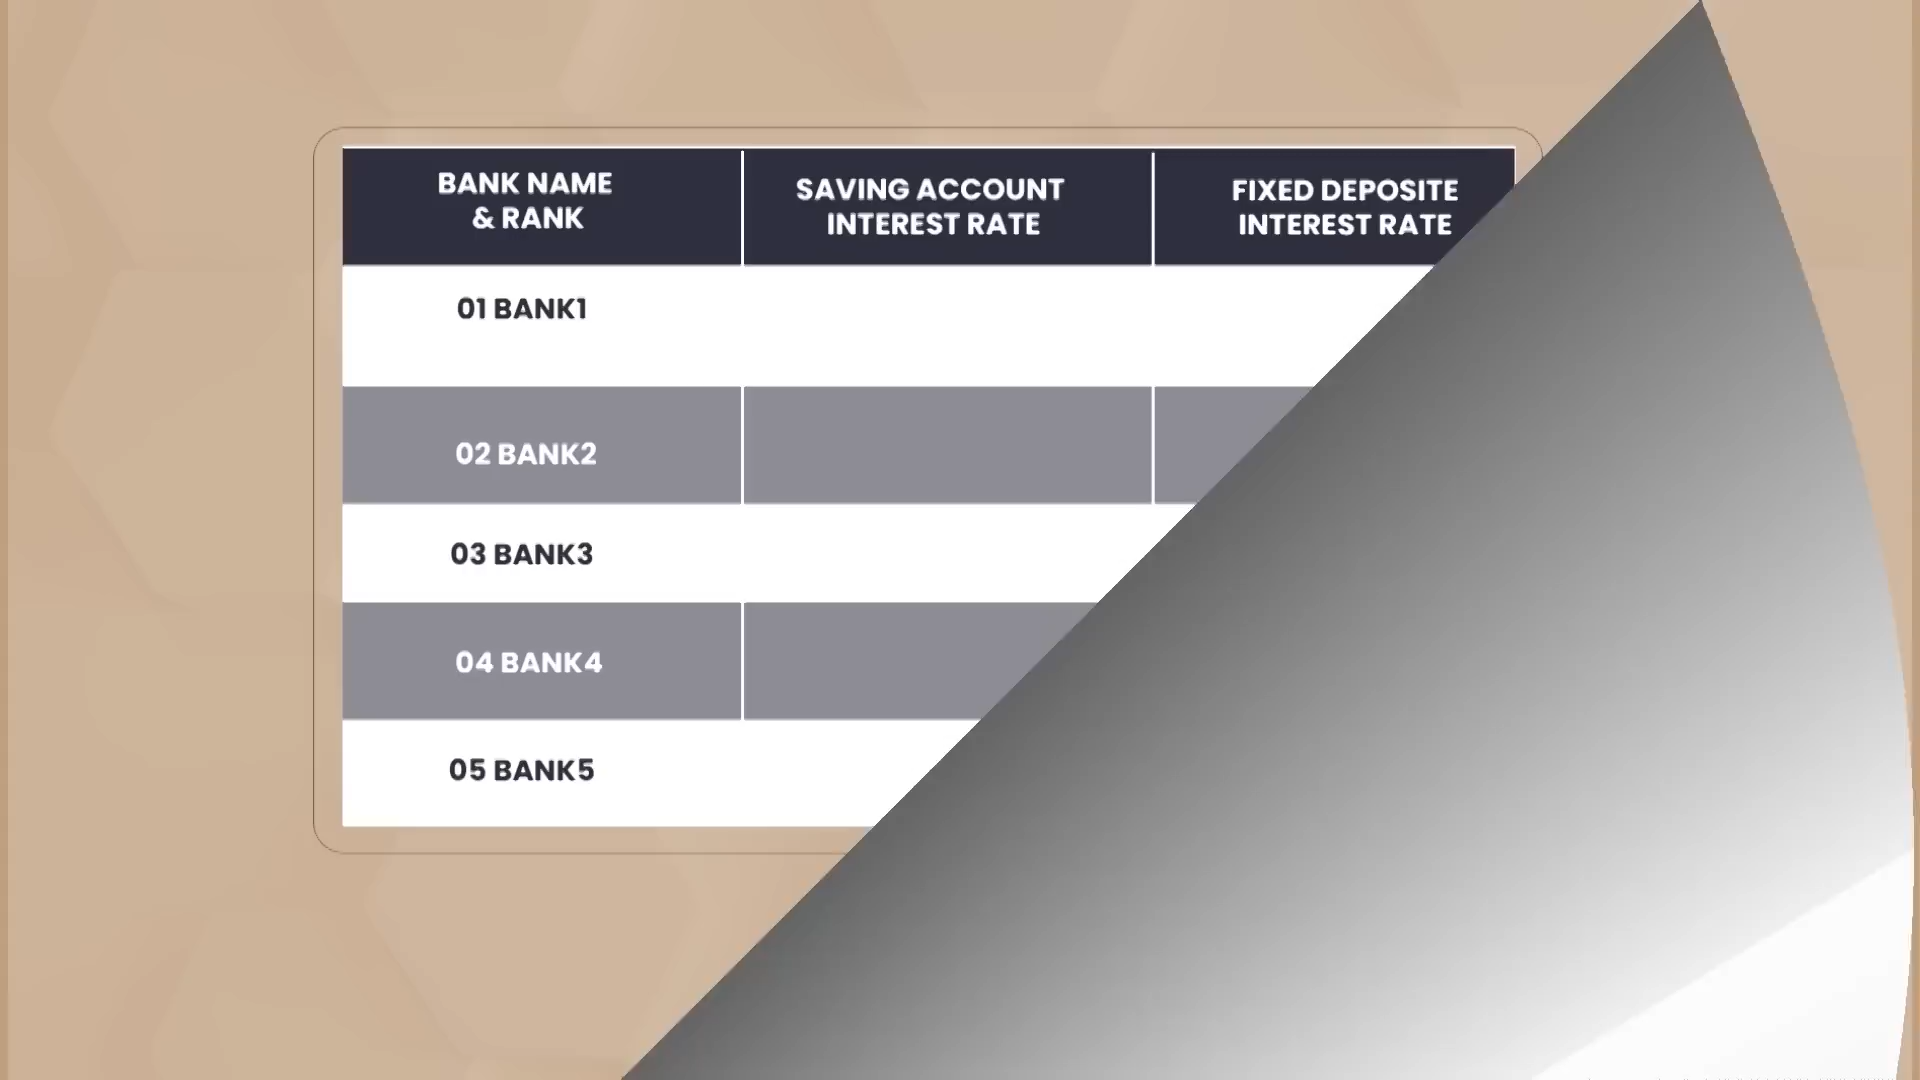 BANK NAME
& RANK
SAVING ACCOUNT
INTEREST RATE
FIXED DEPOSITE
INTEREST RATE
01 BANK1
02 BANK2
03 BANK3
04 BANK4
05 BANK5